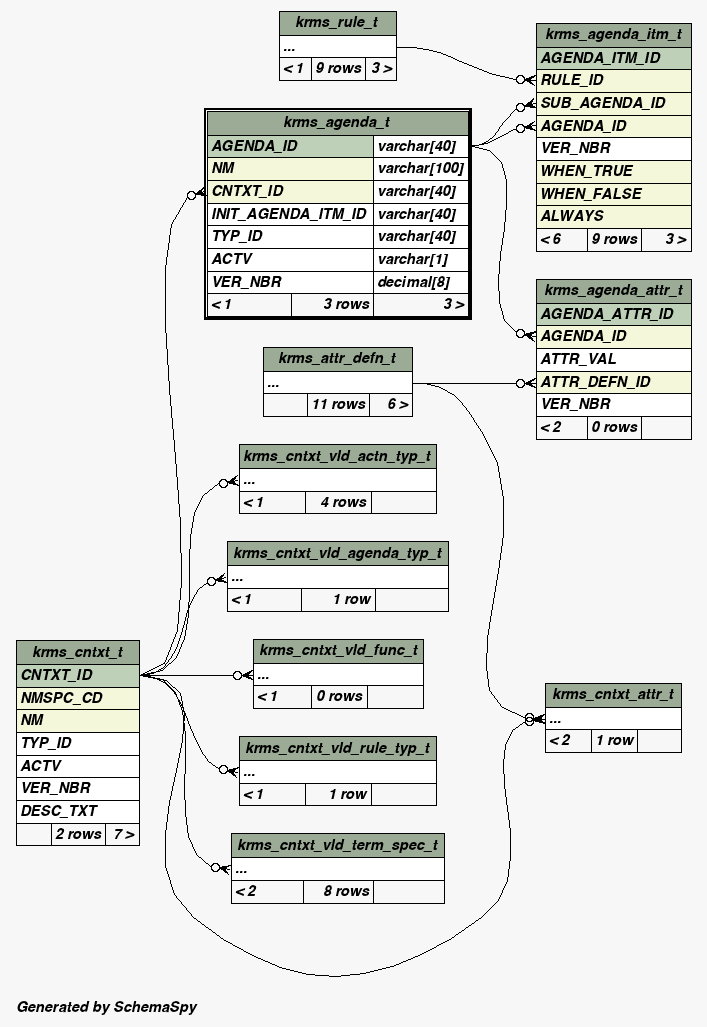 krms_rule_t
...
< 1 9 rows 3 >
krms_agenda_itm_t
AGENDA_ITM_ID
RULE_ID
SUB_AGENDA_ID
AGENDA_ID
VER_NBR
WHEN_TRUE
WHEN_FALSE
ALWAYS
< 6 9 rows 3 >
krms_agenda_t
AGENDA_ID varchar[40]
NM varchar[100]
CNTXT_ID varchar[40]
INIT_AGENDA_ITM_ID varchar[40]
TYP_ID varchar[40]
ACTV varchar[1]
VER_NBR decimal[8]
< 1 3 rows 3 >
krms_agenda_attr_t
AGENDA_ATTR_ID
AGENDA_ID
ATTR_VAL
ATTR_DEFN_ID
VER_NBR
< 2 0 rows
krms_attr_defn_t
...
11 rows 6 >
krms_cntxt_vld_actn_typ_t
...
< 1 4 rows
krms_cntxt_vld_agenda_typ_t
...
< 1 1 row
krms_cntxt_t
CNTXT_ID
NMSPC_CD
NM
TYP_ID
ACTV
VER_NBR
DESC_TXT
2 rows 7 >
krms_cntxt_vld_func_t
...
< 1 0 rows
krms_cntxt_attr_t
...
< 2 1 row
krms_cntxt_vld_rule_typ_t
...
< 1 1 row
krms_cntxt_vld_term_spec_t
...
< 2 8 rows
Generated by SchemaSpy